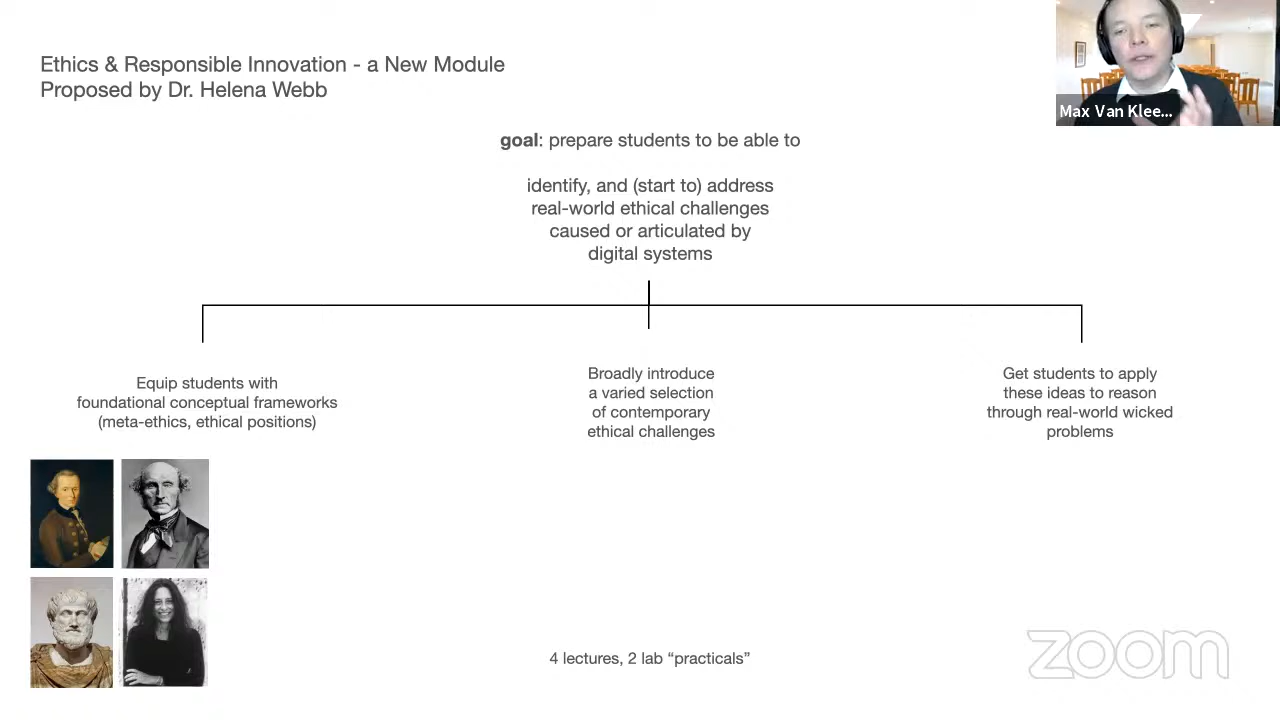 Ethics & Responsible Innovation - a New Module
Proposed by Dr. Helena Webb
Max Van Klee...
goal: prepare students to be able to
identify, and (start to) address
real-world ethical challenges
caused or articulated by
digital systems
Equip students with
foundational conceptual frameworks
(meta-ethics, ethical positions)
Broadly introduce
a varied selection
of contemporary
ethical challenges
Get students to apply
these ideas to reason
through real-world wicked
problems
4 lectures, 2 lab “practicals”
zoom